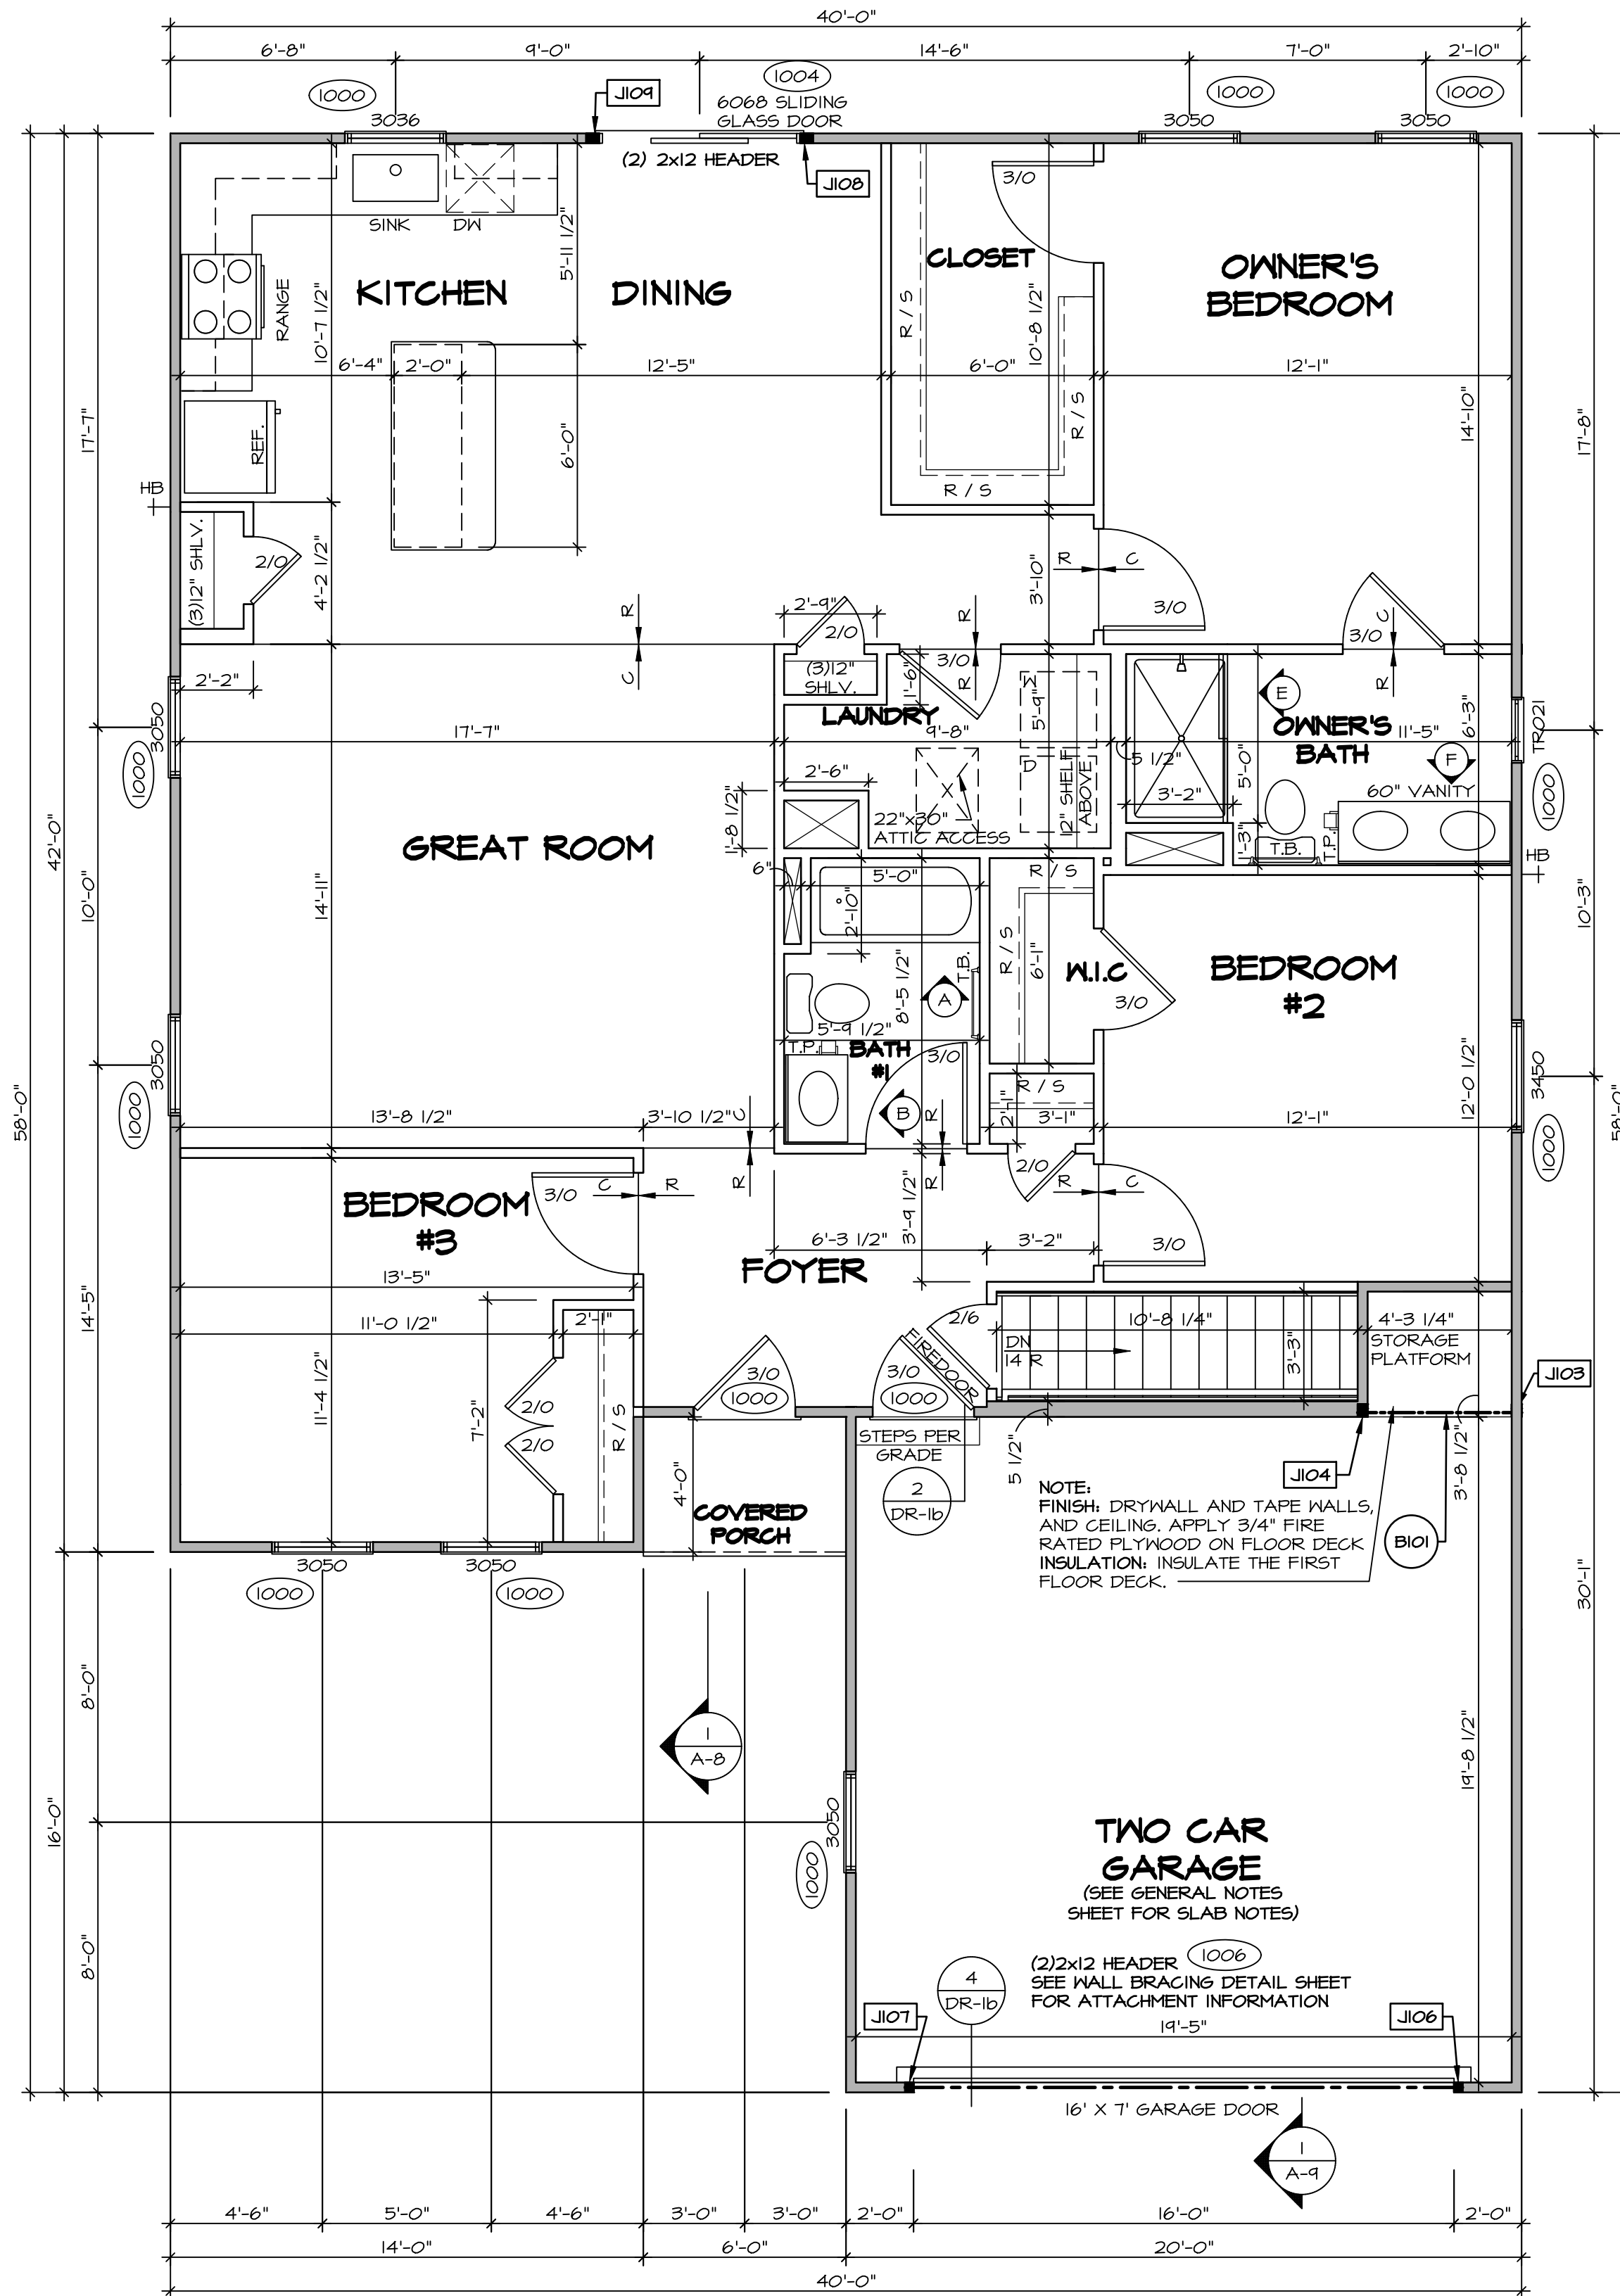 40'-0"
6'-8"
9'-0"
14'-6"
7'-0"
2'-10"
1000
J109
1004
6068 SLIDING
GLASS DOOR
1000
1000
3036
3050
3050
(2) 2x12 HEADER
J108
3/0
SINK
DW
5'-11 1/2"
CLOSET
OWNER'S
BEDROOM
KITCHEN
DINING
RANGE
10'-7 1/2"
R / S
10'-8 1/2"
6'-4"
2'-0"
12'-5"
6'-0"
12'-1"
17'-7"
REF.
6'-0"
R / S
14'-10"
17'-8"
HB
R / S
(3)12" SHLV.
2/0
4'-2 1/2"
3'-10"
R
C
3/0
R
C
2'-9"
2/0
R
3/0
R
3/0
C
R
(3)12"
SHLV.
1'-6"
2'-2"
LAUNDRY
W
5'-9"
E
OWNER'S
BATH
6'-3"
TR021
3050
1000
17'-7"
9'-8"
5 1/2"
11'-5"
F
2'-6"
D
12" SHELF
ABOVE
5'-0"
3'-2"
60" VANITY
1000
42'-0"
1'-8 1/2"
22"x30"
ATTIC ACCESS
GREAT ROOM
1'-3"
T.B.
T.P.
HB
6"
5'-0"
R / S
10'-0"
14'-11"
2'-10"
10'-3"
R / S
6'-1"
W.I.C
BEDROOM
#2
8'-5 1/2"
T.B.
A
3/0
5'-9 1/2"
T.P.
BATH
#1
3/0
3050
1000
58'-0"
R / S
2'-1"
3'-1"
12'-0 1/2"
3450
1000
58'-0"
13'-8 1/2"
3'-10 1/2"
C
R
B
R
R
12'-1"
2/0
R
C
3/0
BEDROOM
#3
3/0
C
R
3'-9 1/2"
6'-3 1/2"
3'-2"
FOYER
14'-5"
13'-5"
11'-0 1/2"
2'-1"
2/6
FIREDOOR
DN
14 R
10'-8 1/4"
3'-3"
4'-3 1/4"
STORAGE
PLATFORM
J103
11'-4 1/2"
7'-2"
2/0
2/0
R / S
3/0
1000
3/0
1000
STEPS PER
GRADE
2
DR-1b
5 1/2"
J104
3'-8 1/2"
4'-0"
COVERED
PORCH
NOTE:
FINISH: DRYWALL AND TAPE WALLS,
AND CEILING. APPLY 3/4" FIRE
RATED PLYWOOD ON FLOOR DECK
INSULATION: INSULATE THE FIRST
FLOOR DECK.
B101
30'-1"
3050
3050
1000
1000
8'-0"
1
A-8
19'-8 1/2"
16'-0"
3050
1000
TWO CAR
GARAGE
(SEE GENERAL NOTES
SHEET FOR SLAB NOTES)
8'-0"
4
DR-1b
(2)2x12 HEADER
1006
SEE WALL BRACING DETAIL SHEET
FOR ATTACHMENT INFORMATION
J107
19'-5"
J106
16' X 7' GARAGE DOOR
1
A-9
4'-6"
5'-0"
4'-6"
3'-0"
3'-0"
2'-0"
16'-0"
2'-0"
14'-0"
6'-0"
20'-0"
40'-0"